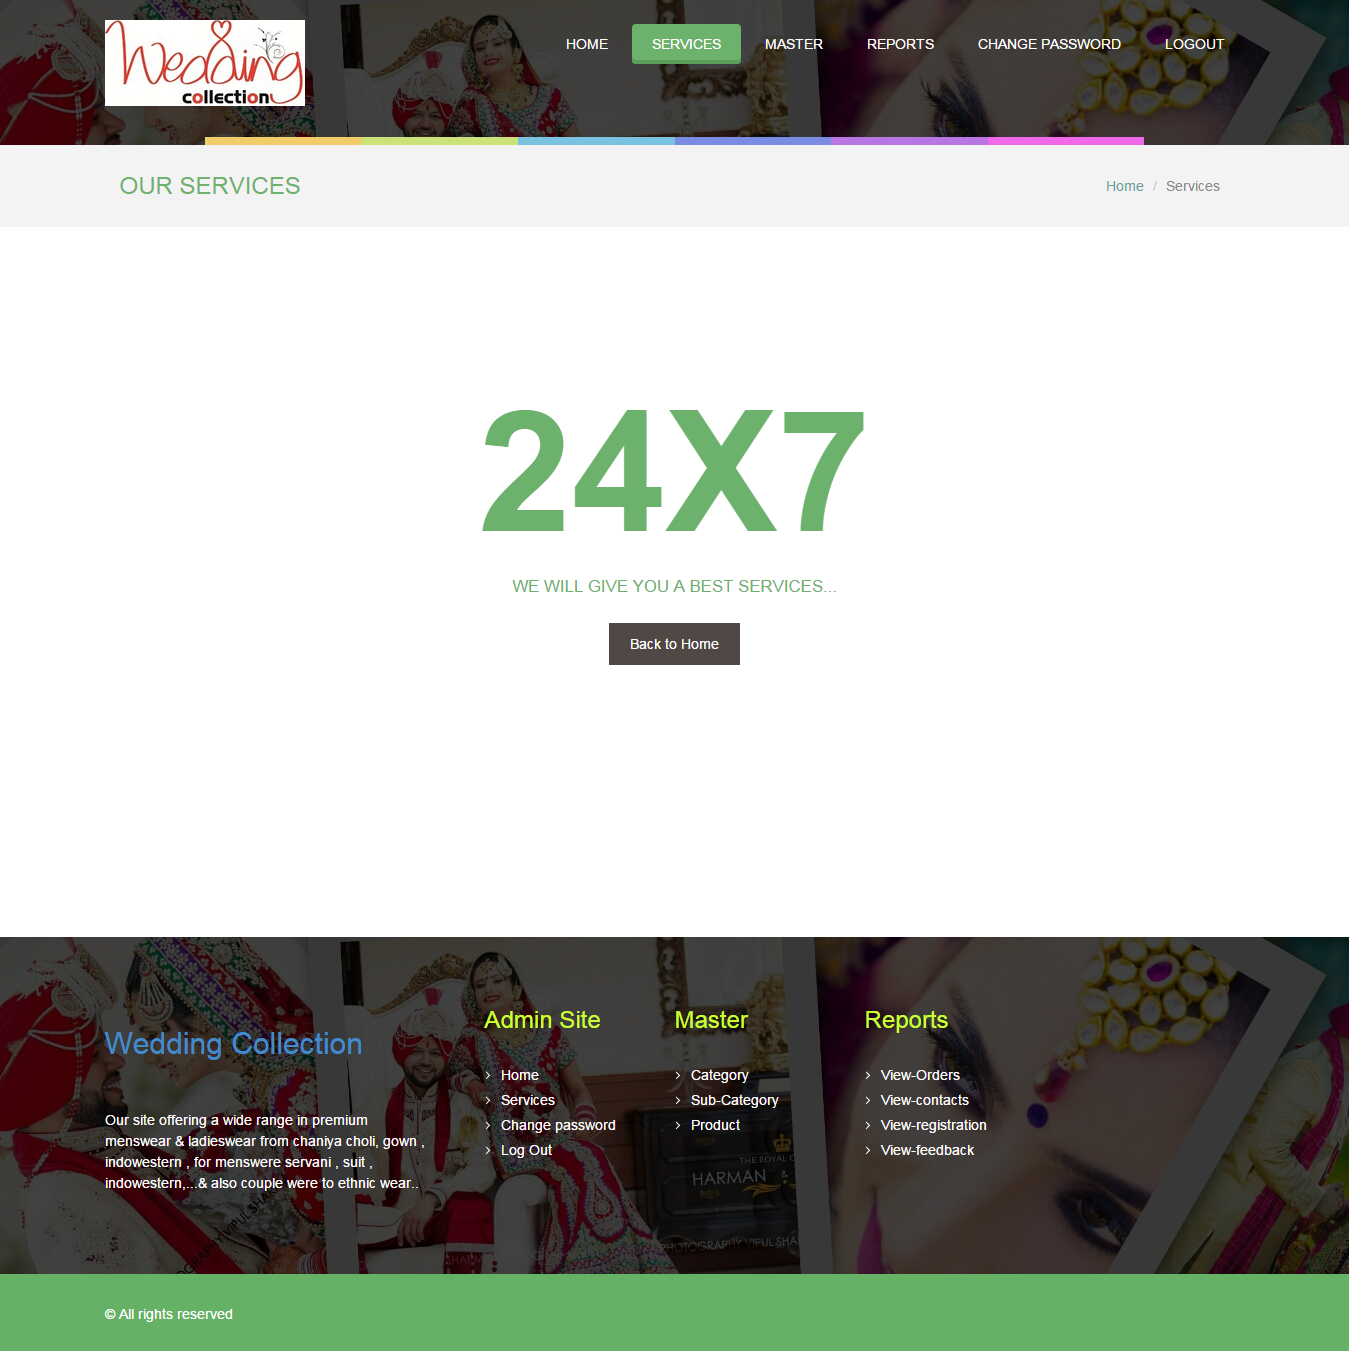 Wedding
collection
HOME SERVICES MASTER REPORTS CHANGE PASSWORD LOGOUT
OUR SERVICES
Home / Services
24X7
WE WILL GIVE YOU A BEST SERVICES...
Back to Home
Wedding Collection
Our site offering a wide range in premium
menswear & ladieswear from chaniya choli, gown ,
indowestern , for menswere servani , suit ,
indowestern,...& also couple were to ethnic wear..
Admin Site
Home
Services
Change password
Log Out
Master
Category
Sub-Category
Product
Reports
View-Orders
View-contacts
View-registration
View-feedback
THE ROYAL
HARMAN &
PHOTOGRAPHY VIPUL SHAR
© All rights reserved